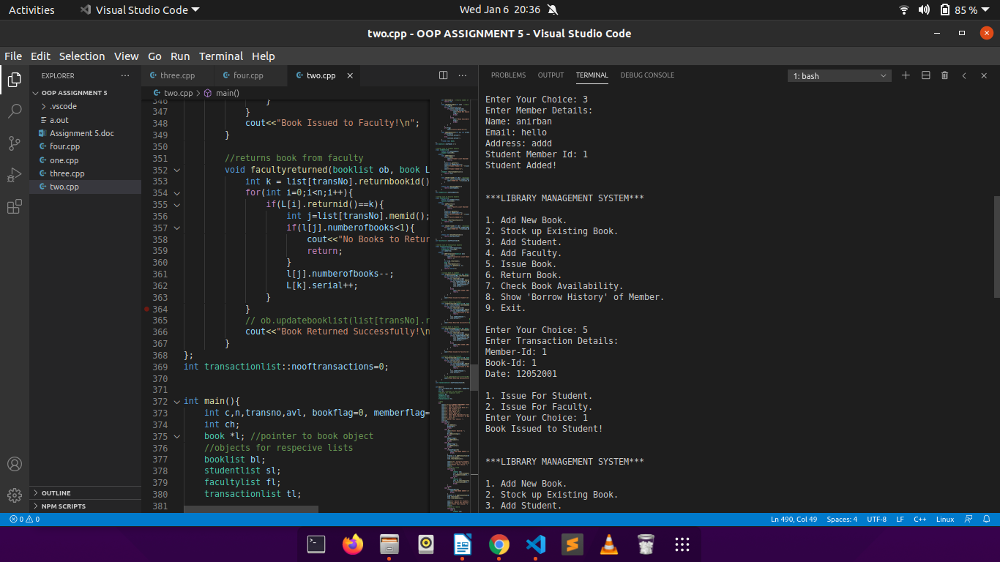 Activities
Visual Studio Code
Wed Jan 6 20:36
85 %
two.cpp - OOP ASSIGNMENT 5 - Visual Studio Code
File Edit Selection View Go Run Terminal Help
EXPLORER
OOP ASSIGNMENT 5
.vscode
a.out
Assignment 5.doc
four.cpp
one.cpp
three.cpp
two.cpp
OUTLINE
NPM SCRIPTS
three.cpp four.cpp two.cpp
two.cpp > main()
346 }
347 }
348 cout<<"Book Issued to Faculty!\n";
349 }
350
351 //returns book from faculty
352 void facultyreturned(booklist ob, book L
353 int k = list[transNo].returnbookid()
354 for(int i=0;i<n;i++){
355 if(L[i].returnid()==k){
356 int j=list[transNo].memid();
357 if(l[j].numberofbooks<1){
358 cout<<"No Books to Retur
359 return;
360 }
361 l[j].numberofbooks--;
362 L[k].serial++;
363 }
364 }
365 // ob.updatebooklist(list[transNo].r
366 cout<<"Book Returned Successfully!\n
367 }
368 };
369 int transactionlist::nooftransactions=0;
370
371
372 int main(){
373 int c,n,transno,avl, bookflag=0, memberflag=
374 int ch;
375 book *l; //pointer to book object
376 //objects for respecive lists
377 booklist bl;
378 studentlist sl;
379 facultylist fl;
380 transactionlist tl;
381
PROBLEMS OUTPUT TERMINAL DEBUG CONSOLE
1: bash
Enter Your Choice: 3
Enter Member Details:
Name: anirban
Email: hello
Address: addd
Student Member Id: 1
Student Added!
***LIBRARY MANAGEMENT SYSTEM***
1. Add New Book.
2. Stock up Existing Book.
3. Add Student.
4. Add Faculty.
5. Issue Book.
6. Return Book.
7. Check Book Availability.
8. Show 'Borrow History' of Member.
9. Exit.
Enter Your Choice: 5
Enter Transaction Details:
Member-Id: 1
Book-Id: 1
Date: 12052001
1. Issue For Student.
2. Issue For Faculty.
Enter Your Choice: 1
Book Issued to Student!
***LIBRARY MANAGEMENT SYSTEM***
1. Add New Book.
2. Stock up Existing Book.
3. Add Student.
0 0
Ln 490, Col 49 Spaces: 4 UTF-8 LF C++ Linux